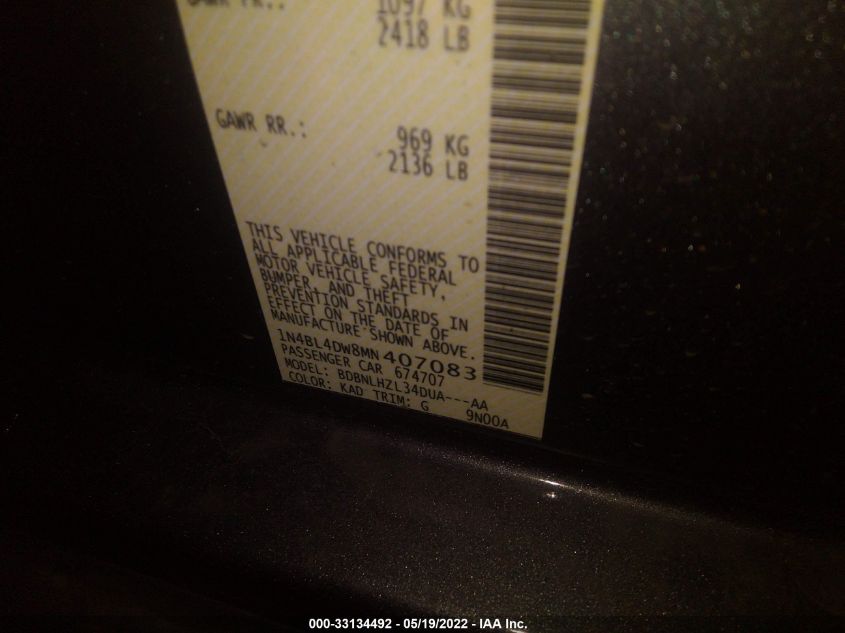 GAWR FR.: 1097 KG
2418 LB
GAWR RR.: 969 KG
2136 LB
THIS VEHICLE CONFORMS TO
ALL APPLICABLE FEDERAL
MOTOR VEHICLE SAFETY,
BUMPER, AND THEFT
PREVENTION STANDARDS IN
EFFECT ON THE DATE OF
MANUFACTURE SHOWN ABOVE.
1N4BL4DW8MN407083
PASSENGER CAR 674707
MODEL: BDBNLHZL34DUA---AA
COLOR: KAD TRIM: G 9N00A
000-33134492 - 05/19/2022 - IAA Inc.